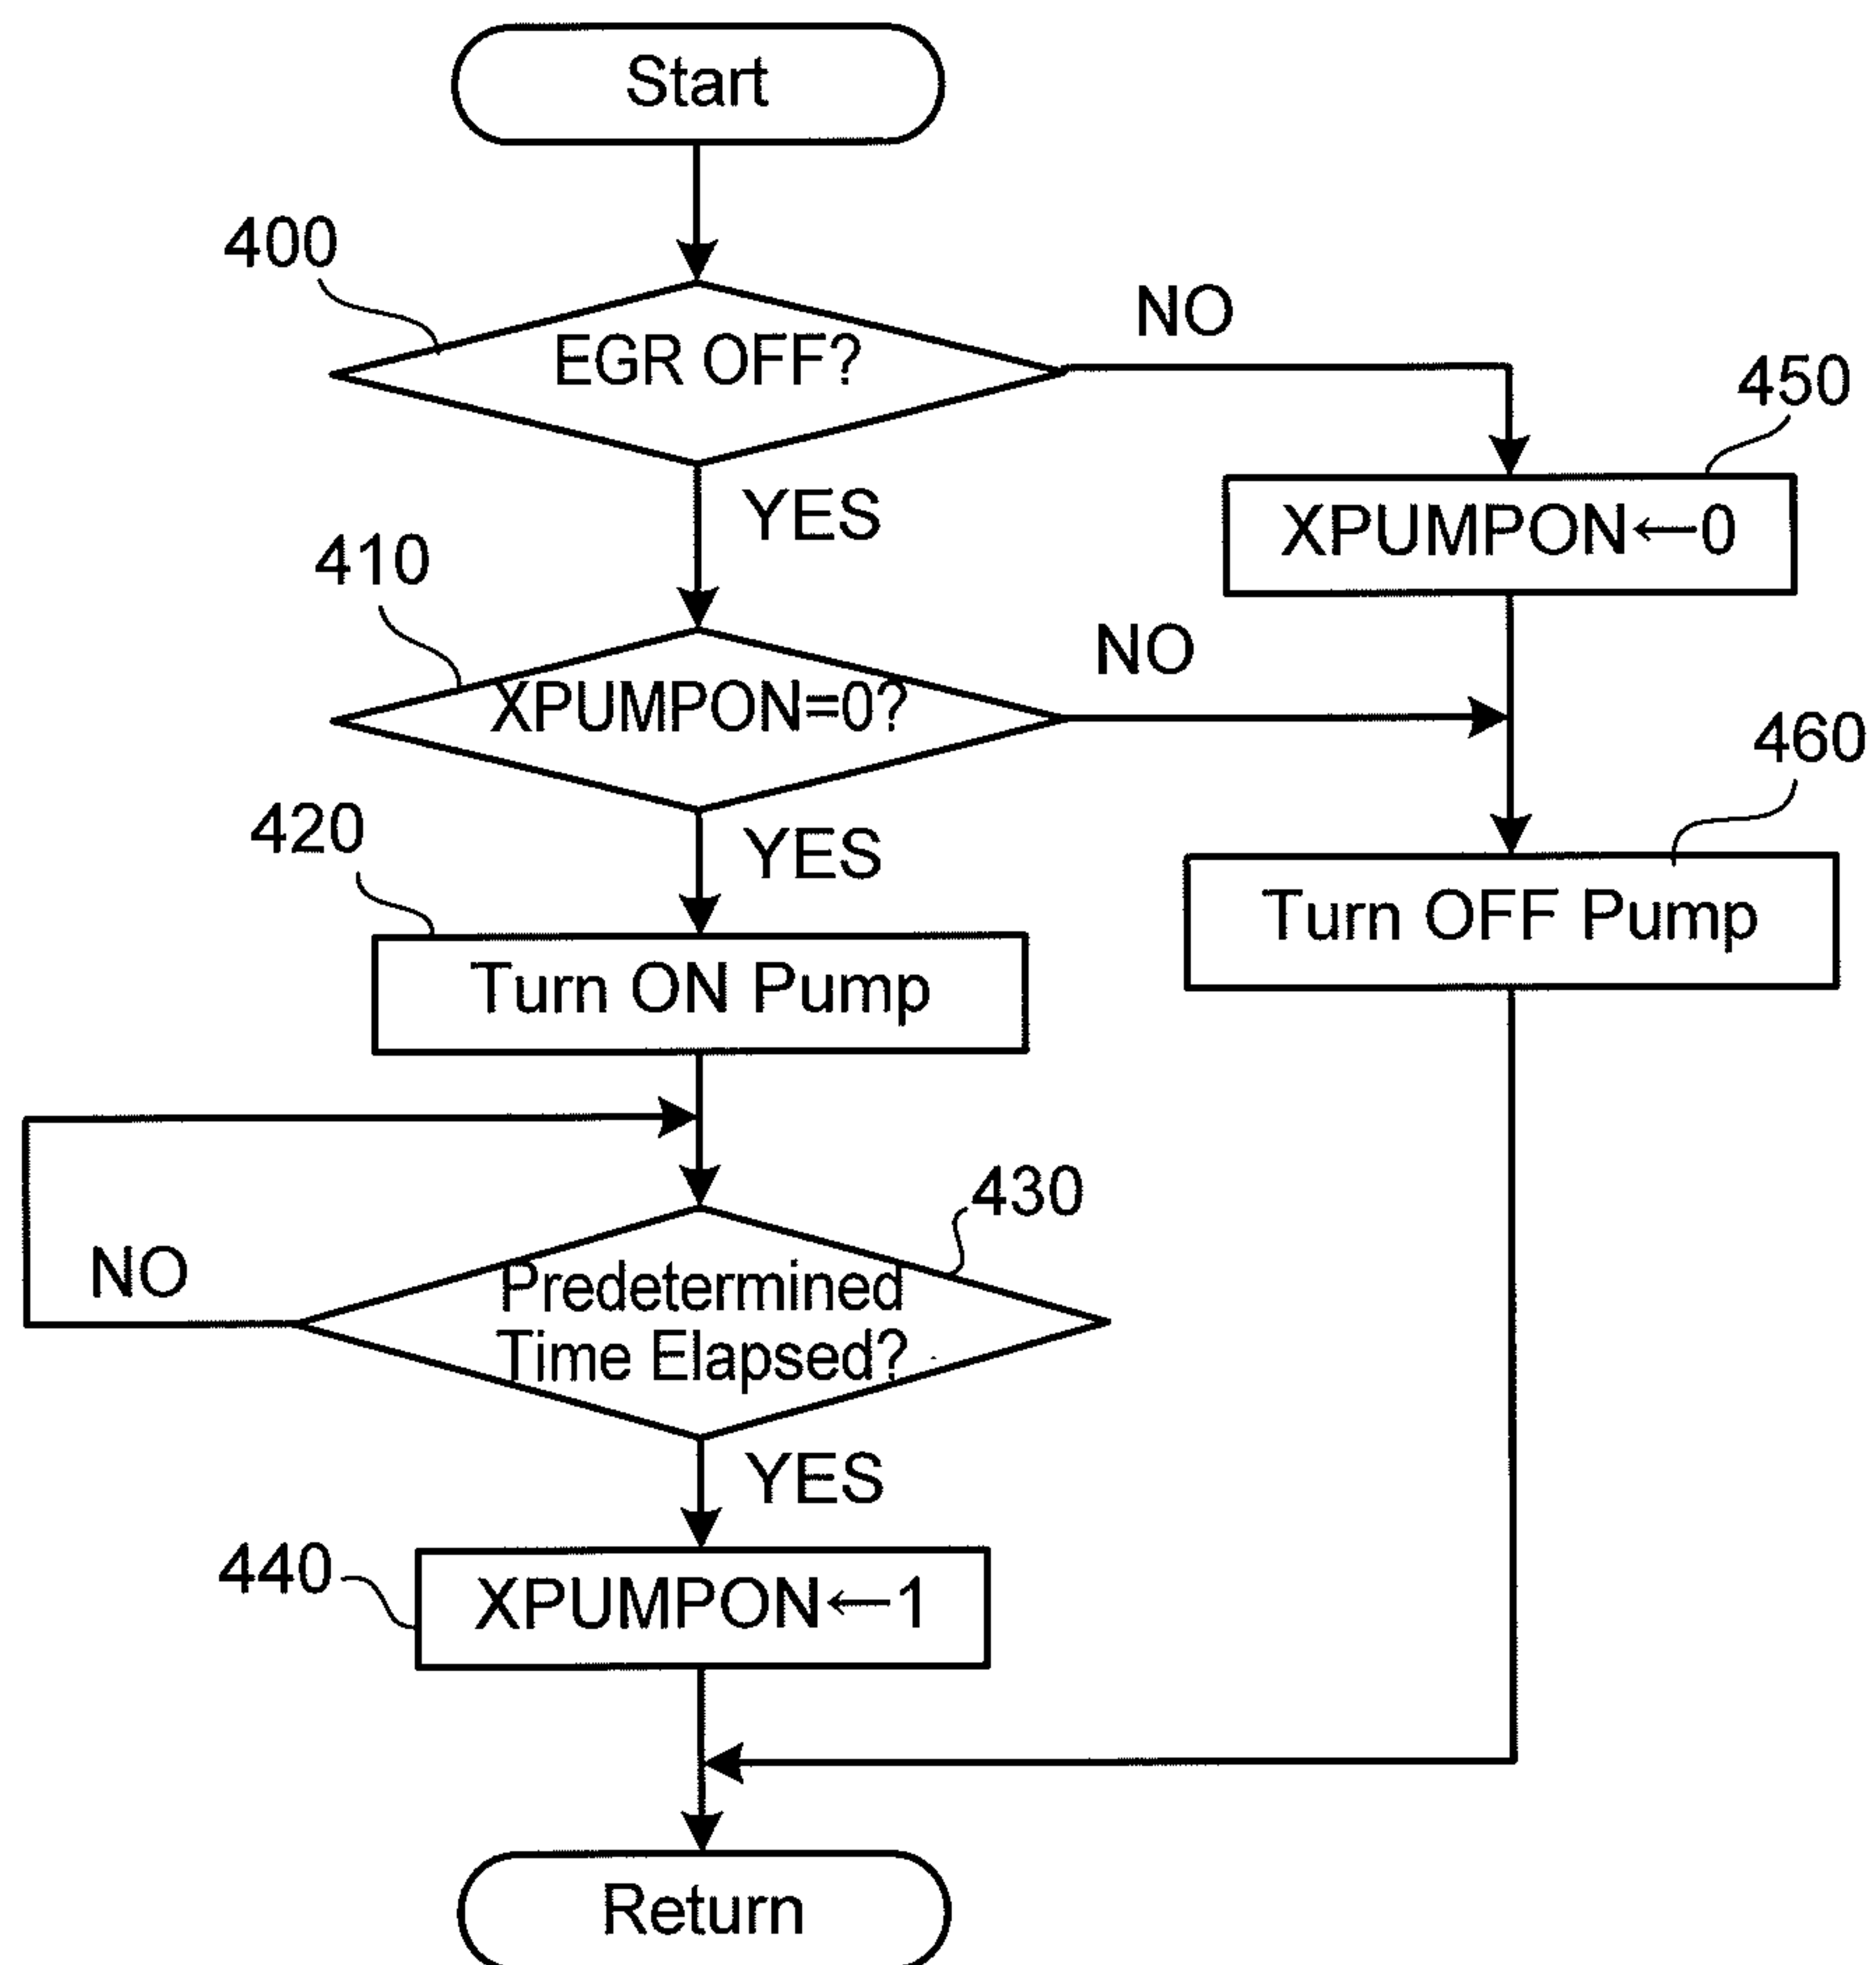 Start
400
EGR OFF?
NO
YES
450
XPUMPON←0
410
XPUMPON=0?
NO
YES
460
Turn OFF Pump
420
Turn ON Pump
430
Predetermined
Time Elapsed?
NO
YES
440
XPUMPON←1
Return